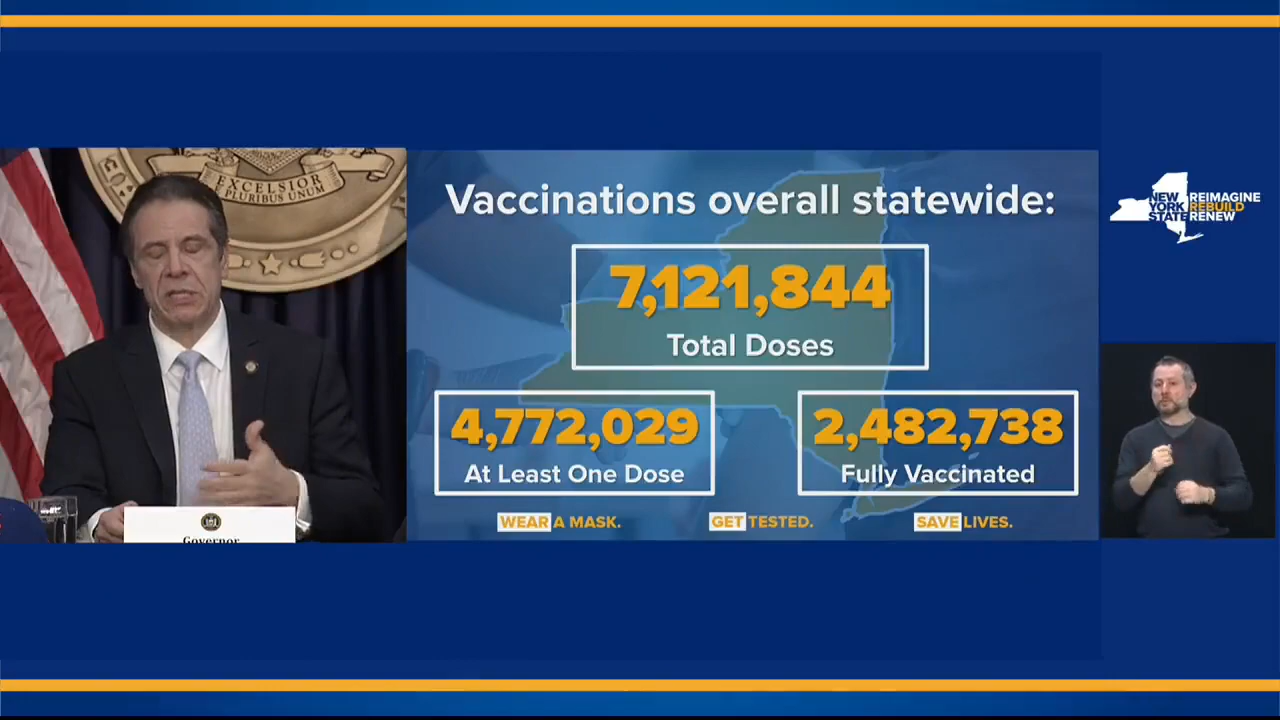 EXCELSIOR
PLURIBUS UNUM
Vaccinations overall statewide:
7,121,844
Total Doses
4,772,029
At Least One Dose
2,482,738
Fully Vaccinated
WEAR A MASK.
GET TESTED.
SAVE LIVES.
Governor
NEW
YORK
STATE
REIMAGINE
REBUILD
RENEW